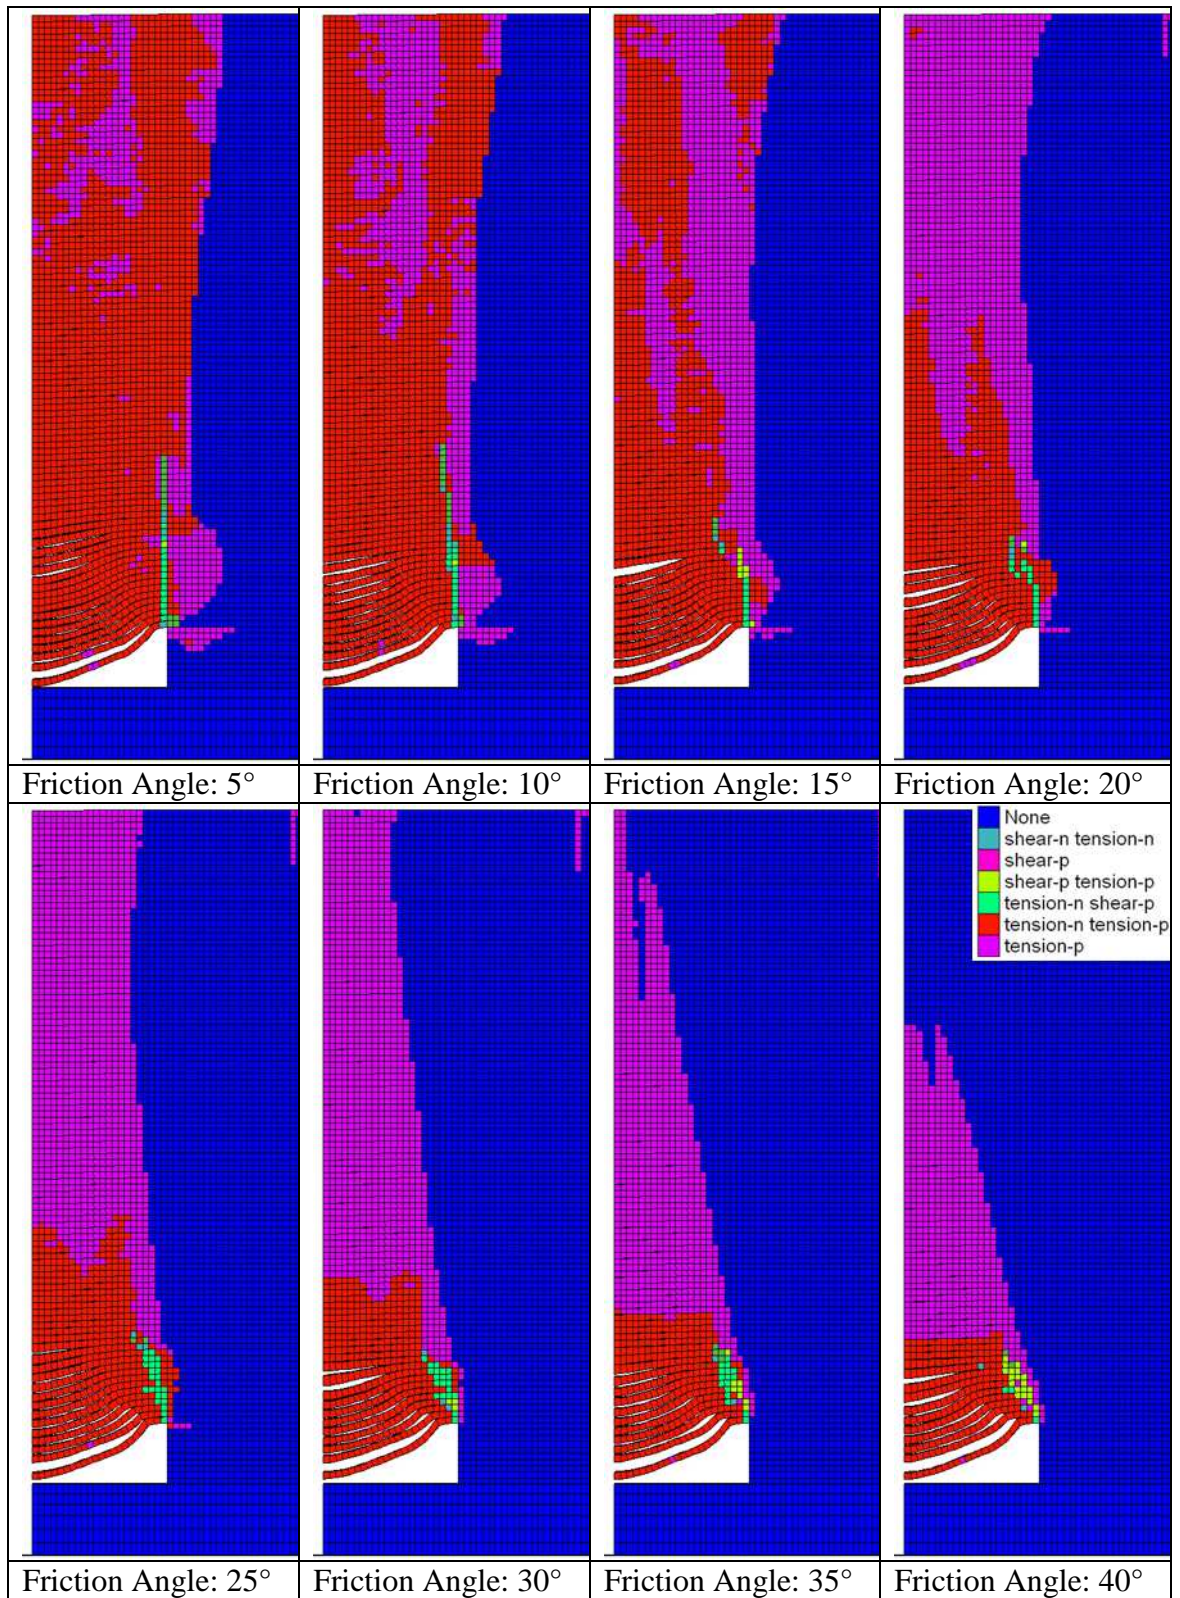 Friction Angle: 5°
Friction Angle: 10°
Friction Angle: 15°
Friction Angle: 20°
None
shear-n tension-n
shear-p
shear-p tension-p
tension-n shear-p
tension-n tension-p
tension-p
Friction Angle: 25°
Friction Angle: 30°
Friction Angle: 35°
Friction Angle: 40°